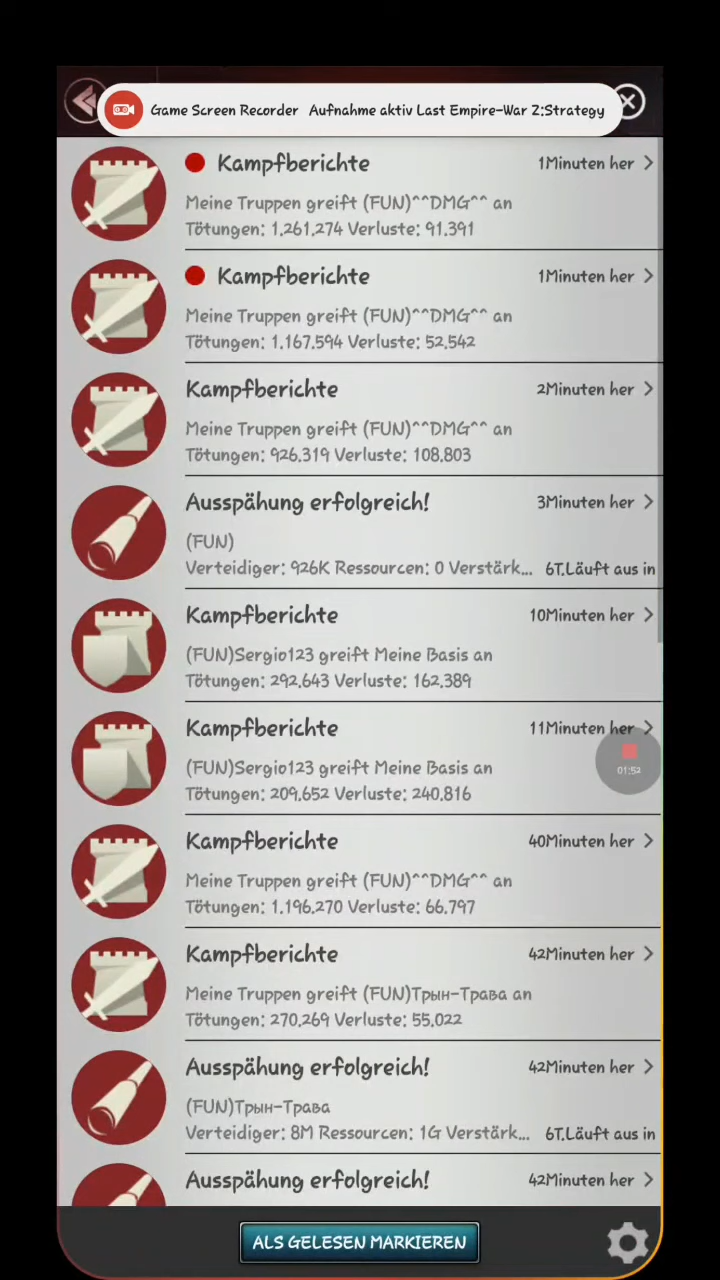 Game Screen Recorder Aufnahme aktiv Last Empire-War Z:Strategy
Kampfberichte 1Minuten her
Meine Truppen greift (FUN)^^DMG^^ an
Tötungen: 1.261.274 Verluste: 91.391
Kampfberichte 1Minuten her
Meine Truppen greift (FUN)^^DMG^^ an
Tötungen: 1.167.594 Verluste: 52.542
Kampfberichte 2Minuten her
Meine Truppen greift (FUN)^^DMG^^ an
Tötungen: 926.319 Verluste: 108.803
Ausspähung erfolgreich! 3Minuten her
(FUN)
Verteidiger: 926K Ressourcen: 0 Verstärk... 6T.Läuft aus in
Kampfberichte 10Minuten her
(FUN)Sergio123 greift Meine Basis an
Tötungen: 292.643 Verluste: 162.389
Kampfberichte 11Minuten her
(FUN)Sergio123 greift Meine Basis an
Tötungen: 209.652 Verluste: 240.816
01:52
Kampfberichte 40Minuten her
Meine Truppen greift (FUN)^^DMG^^ an
Tötungen: 1.196.270 Verluste: 66.797
Kampfberichte 42Minuten her
Meine Truppen greift (FUN)Трын-Трава an
Tötungen: 270.269 Verluste: 55.022
Ausspähung erfolgreich! 42Minuten her
(FUN)Трын-Трава
Verteidiger: 8M Ressourcen: 1G Verstärk... 6T.Läuft aus in
Ausspähung erfolgreich! 42Minuten her
ALS GELESEN MARKIEREN